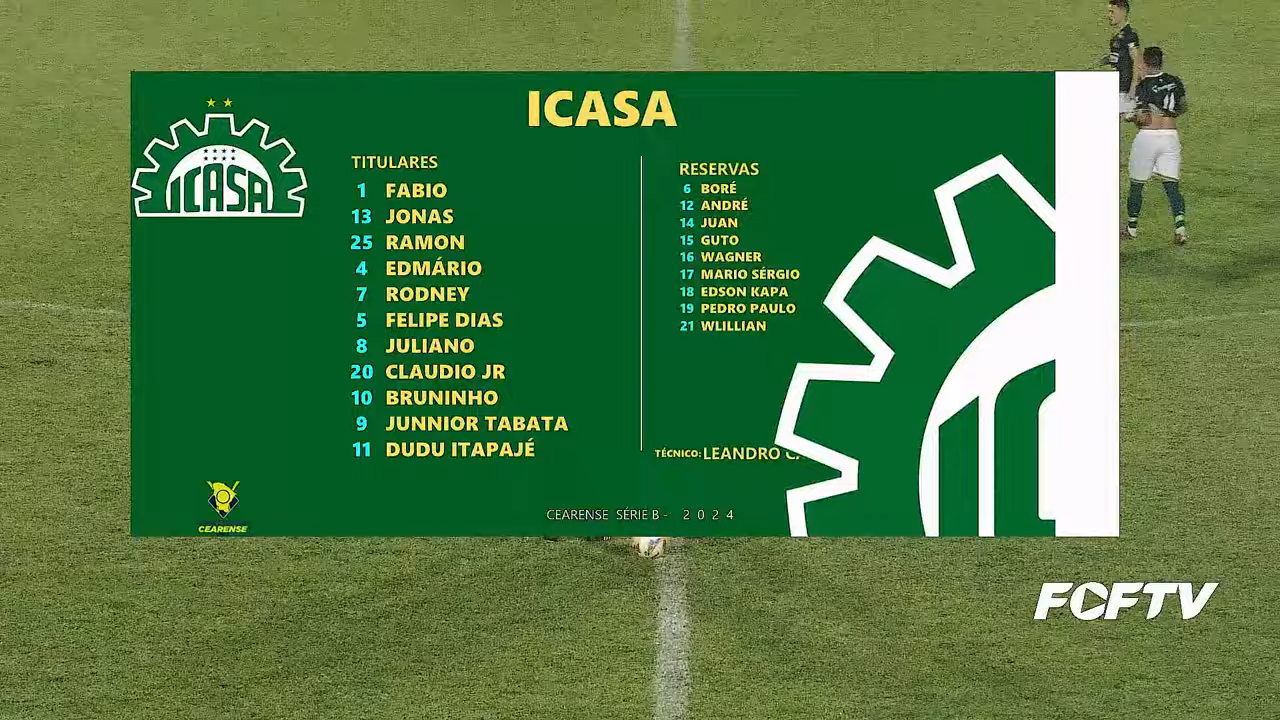 ICASA
ICASA
TITULARES
1 FABIO
13 JONAS
25 RAMON
4 EDMÁRIO
7 RODNEY
5 FELIPE DIAS
8 JULIANO
20 CLAUDIO JR
10 BRUNINHO
9 JUNNIOR TABATA
11 DUDU ITAPAJÉ
RESERVAS
6 BORÉ
12 ANDRÉ
14 JUAN
15 GUTO
16 WAGNER
17 MARIO SÉRGIO
18 EDSON KAPA
19 PEDRO PAULO
21 WLILLIAN
TÉCNICO: LEANDRO
CEARENSE
CEARENSE SÉRIE B - 2024
FCFTV